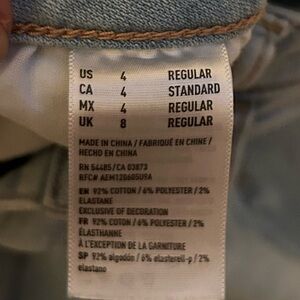 US 4 REGULAR
CA 4 STANDARD
MX 4 REGULAR
UK 8 REGULAR
MADE IN CHINA / FABRIQUÉ EN CHINE /
HECHO EN CHINA
RN 54485/CA 03873
RFC# AEM120605U9A
EN 92% COTTON / 6% POLYESTER / 2%
ELASTANE
EXCLUSIVE OF DECORATION
FR 92% COTON / 6% POLYESTER / 2%
ÉLASTHANNE
À L'EXCEPTION DE LA GARNITURE
SP 92% algodón / 6% / 2%
elastano